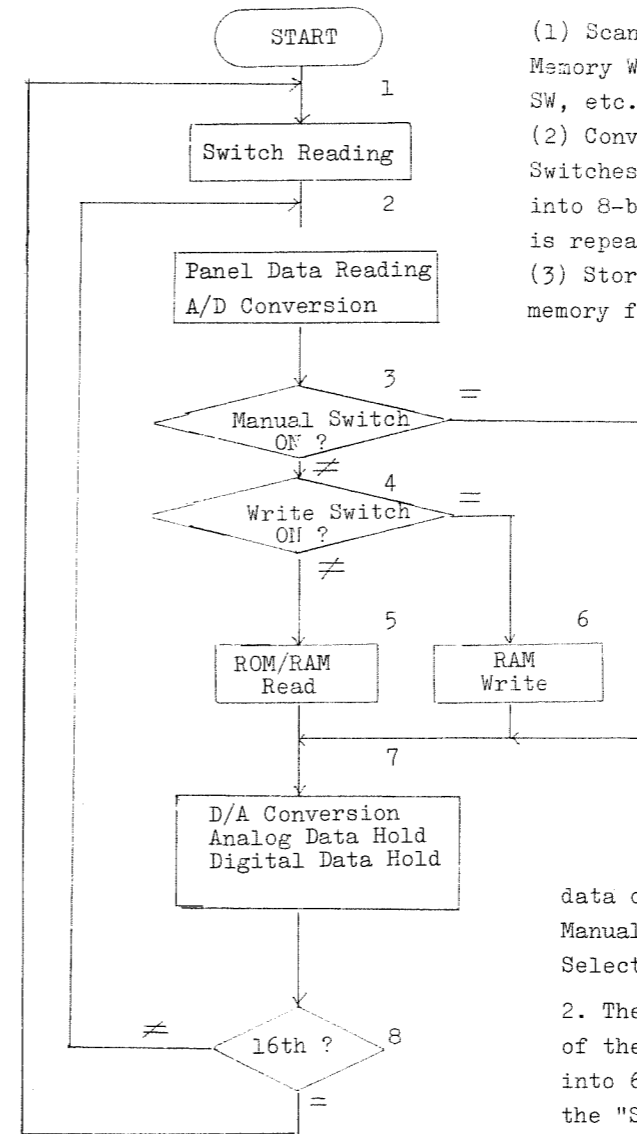 START
1
Switch Reading
2
Panel Data Reading
A/D Conversion
3
Manual Switch
ON ?
=
≠
4
Write Switch
ON ?
=
≠
5
ROM/RAM
Read
6
RAM
Write
7
D/A Conversion
Analog Data Hold
Digital Data Hold
16th ?
8
≠
=
(1) Scan
Memory W
SW, etc.
(2) Conv
Switches
into 8-b
is repea
(3) Stor
memory f
data
Manual
Select
2. The
of the
into 6
the "S